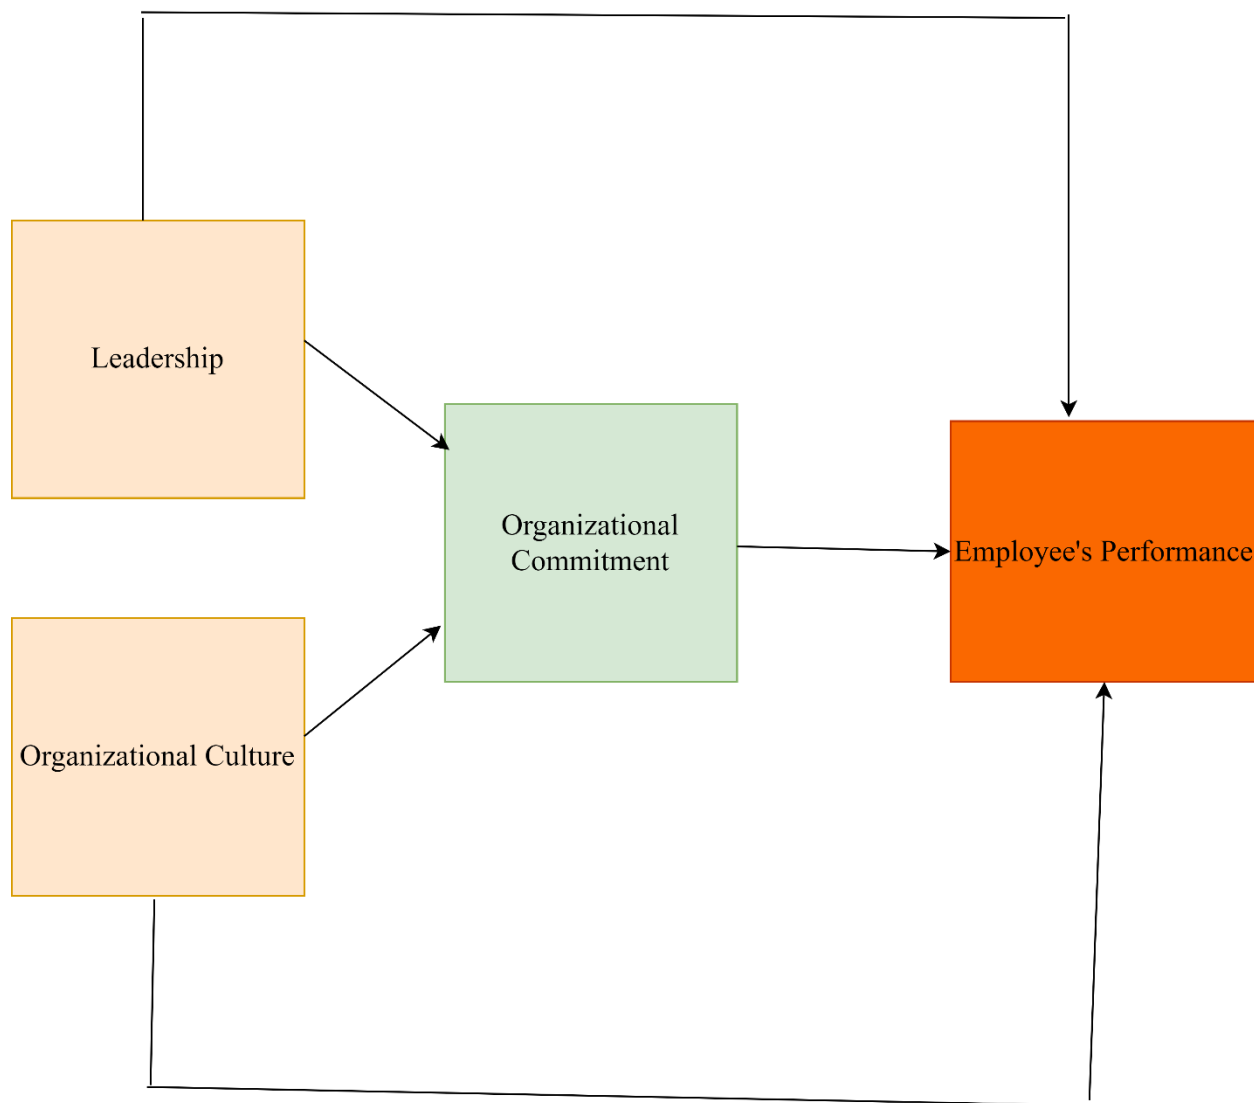 Leadership
Organizational
Commitment
Employee's Performance
Organizational Culture